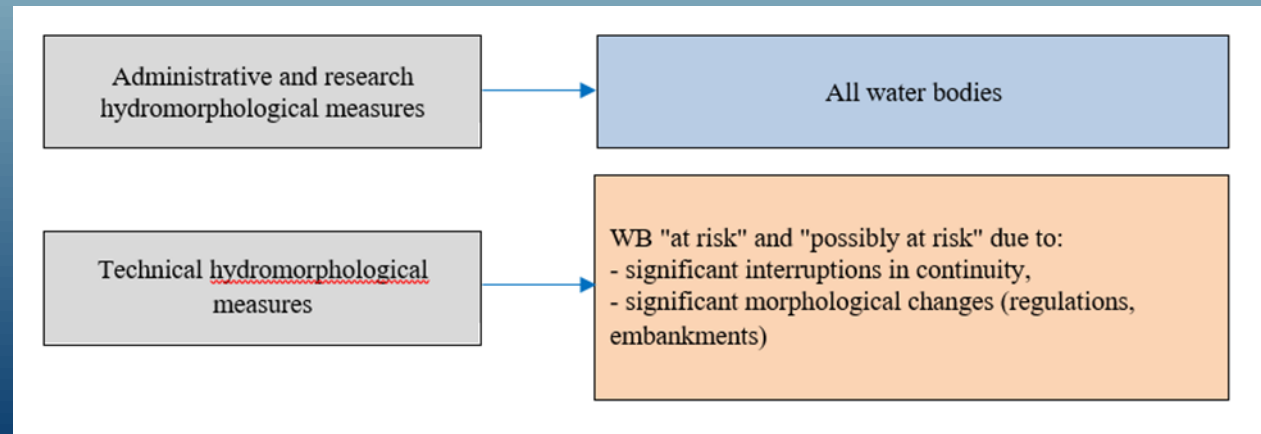 Administrative and research
hydromorphological measures
All water bodies
Technical hydromorphological
measures
WB "at risk" and "possibly at risk" due to:
- significant interruptions in continuity,
- significant morphological changes (regulations,
embankments)